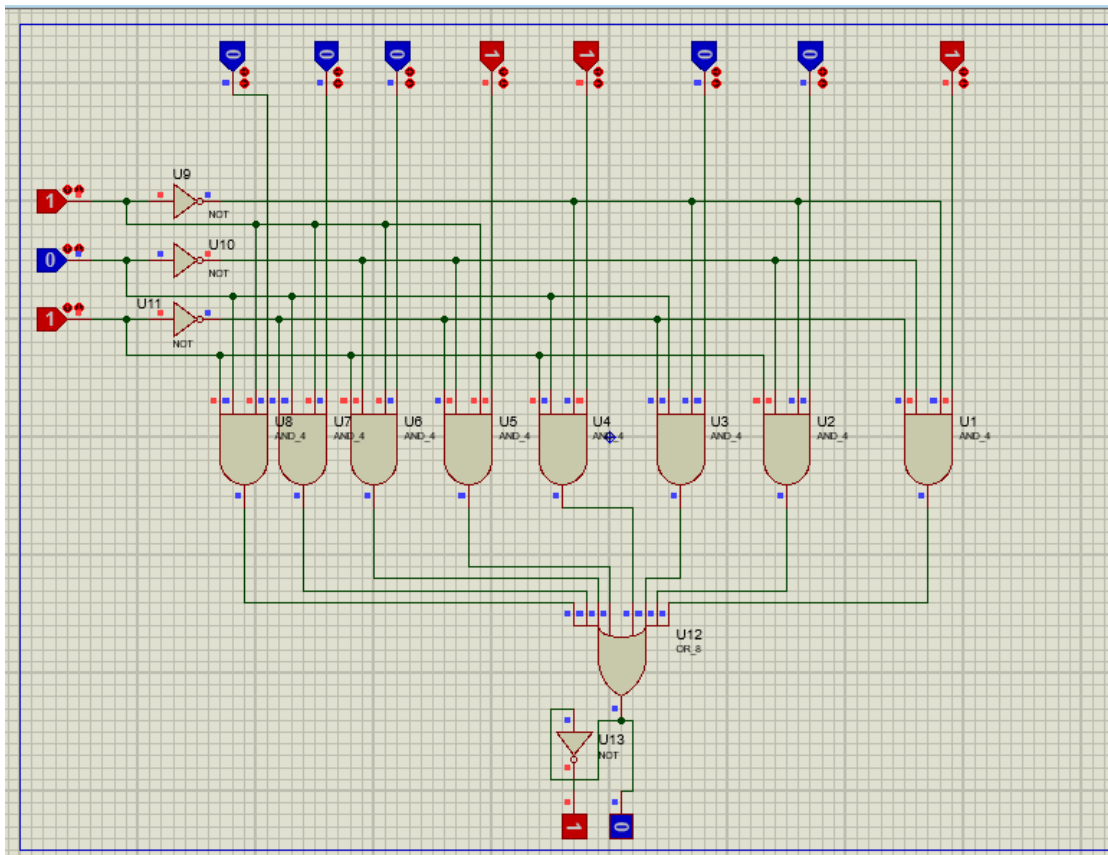 0 0 0 1 1 0 0 1
U9
1
NOT
U10
0
NOT
U11
1
NOT
U8 U7 U6 U5 U4 U3 U2 U1
AND_4 AND_4 AND_4 AND_4 AND_4 AND_4 AND_4 AND_4
U12
OR_8
U13
NOT
1 0